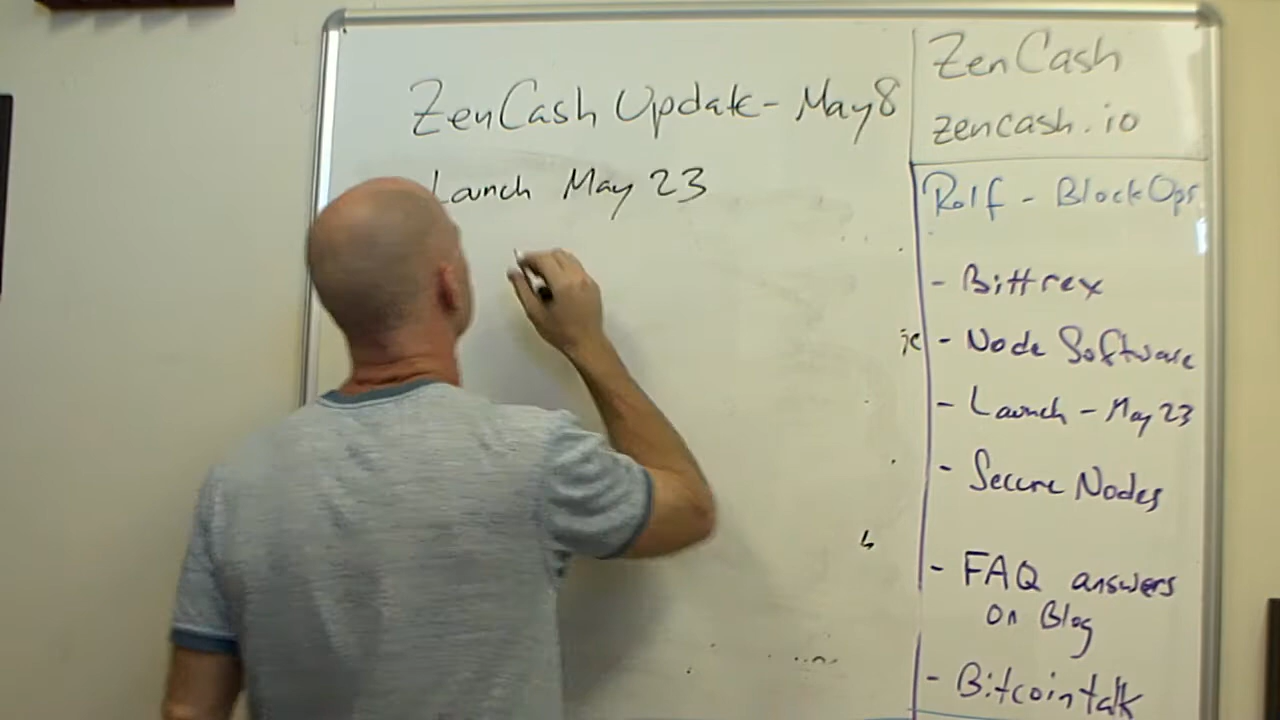 ZenCash Update - May 8
Launch May 23
ZenCash
zencash.io
Rolf - BlockOps
- Bittrex
- Node Software
- Launch - May 23
- Secure Nodes
- FAQ answers
on Blog
- Bitcointalk